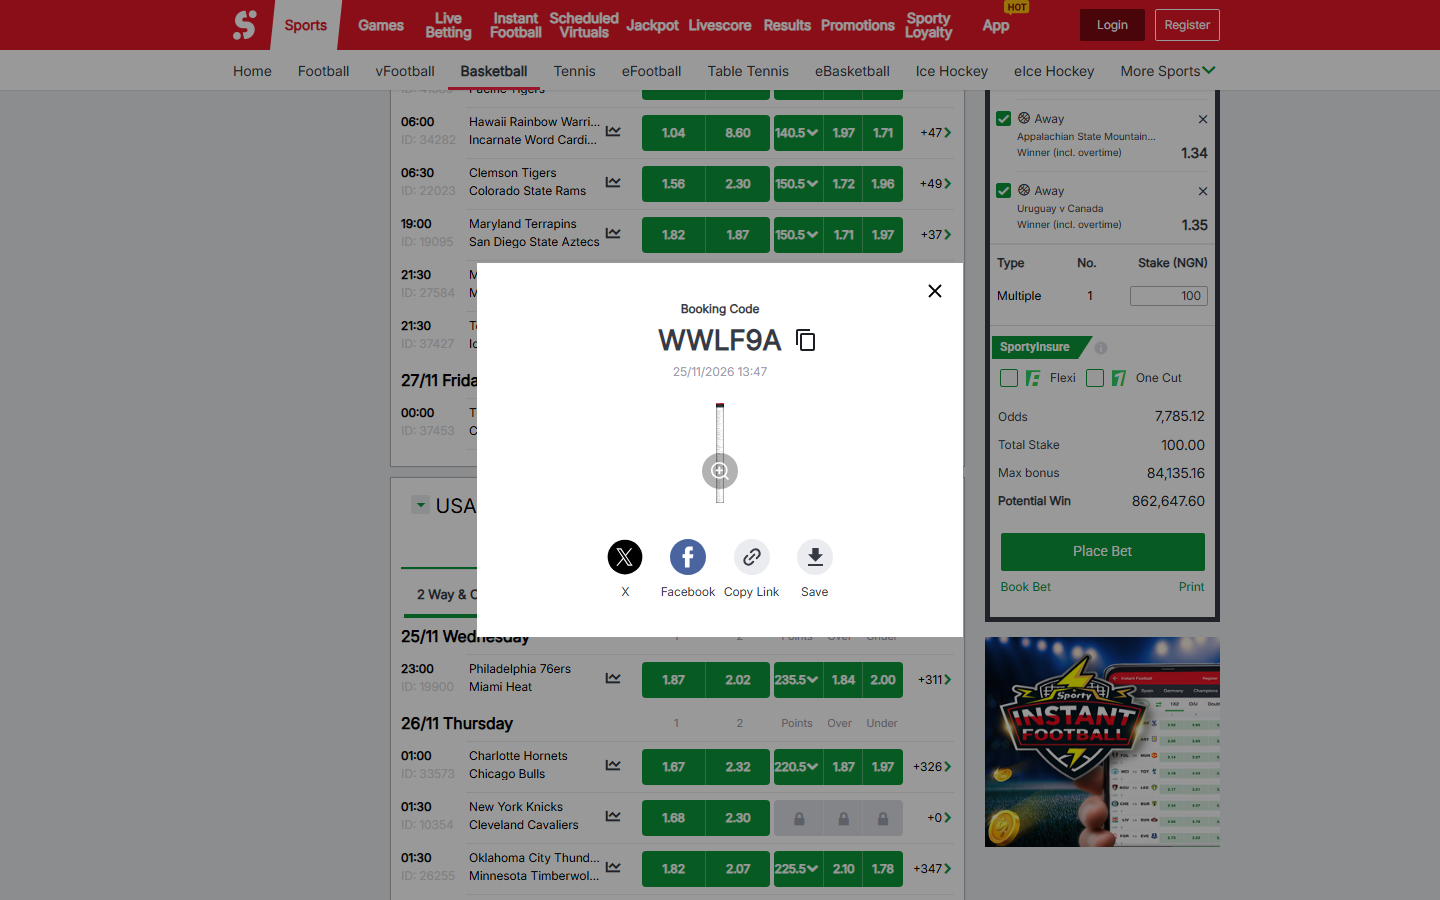 Sports
Games
Live Betting
Instant Football
Scheduled Virtuals
Jackpot
Livescore
Results
Promotions
Sporty Loyalty
App
HOT
Login
Register
Home
Football
vFootball
Basketball
Tennis
eFootball
Table Tennis
eBasketball
Ice Hockey
eIce Hockey
More Sports
06:00
Hawaii Rainbow Warri...
ID: 34282
Incarnate Word Cardi...
1.04
8.60
140.5
1.97
1.71
+47
06:30
Clemson Tigers
ID: 22023
Colorado State Rams
1.56
2.30
150.5
1.72
1.96
+49
19:00
Maryland Terrapins
ID: 19095
San Diego State Aztecs
1.82
1.87
150.5
1.71
1.97
+37
21:30
ID: 27584
21:30
ID: 37427
27/11 Frida
00:00
ID: 37453
USA
2 Way & O
25/11 Wednesday
23:00
Philadelphia 76ers
ID: 19900
Miami Heat
1.87
2.02
235.5
1.84
2.00
+311
26/11 Thursday
1
2
Points
Over
Under
01:00
Charlotte Hornets
ID: 33573
Chicago Bulls
1.67
2.32
220.5
1.87
1.97
+326
01:30
New York Knicks
ID: 10354
Cleveland Cavaliers
1.68
2.30
+0
01:30
Oklahoma City Thund...
ID: 26255
Minnesota Timberwol...
1.82
2.07
225.5
2.10
1.78
+347
Booking Code
WWLF9A
25/11/2026 13:47
X
Facebook
Copy Link
Save
Away
Appalachian State Mountain...
Winner (incl. overtime)
1.34
Away
Uruguay v Canada
Winner (incl. overtime)
1.35
Type
No.
Stake (NGN)
Multiple
1
100
SportyInsure
Flexi
One Cut
Odds
7,785.12
Total Stake
100.00
Max bonus
84,135.16
Potential Win
862,647.60
Place Bet
Book Bet
Print
Sporty
INSTANT
FOOTBALL
Instant Football
Register
Spain
Germany
Champions